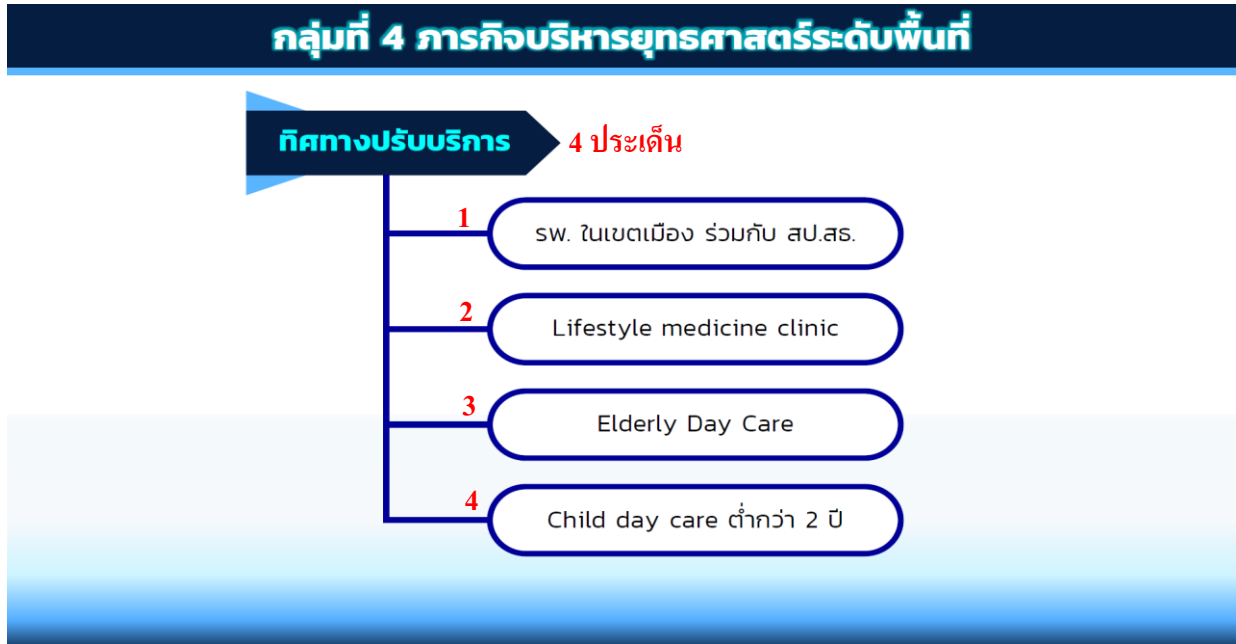 กลุ่มที่ 4 ภารกิจบริหารยุทธศาสตร์ระดับพื้นที่
ทิศทางปรับบริการ 4 ประเด็น
1 รพ. ในเขตเมือง ร่วมกับ สป.สธ.
2 Lifestyle medicine clinic
3 Elderly Day Care
4 Child day care ต่ำกว่า 2 ปี